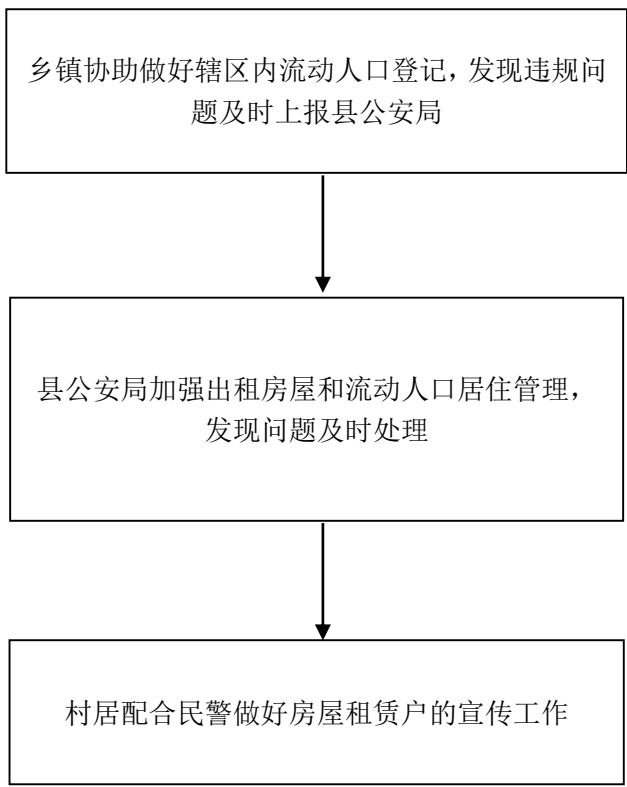 乡镇协助做好辖区内流动人口登记，发现违规问
题及时上报县公安局
县公安局加强出租房屋和流动人口居住管理，
发现问题及时处理
村居配合民警做好房屋租赁户的宣传工作